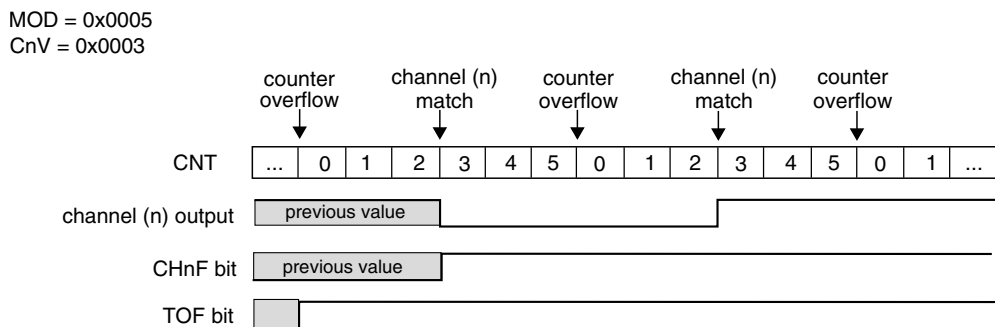 MOD = 0x0005
CnV = 0x0003
counter overflow
channel (n) match
counter overflow
channel (n) match
counter overflow
CNT ... 0 1 2 3 4 5 0 1 2 3 4 5 0 1 ...
channel (n) output previous value
CHnF bit previous value
TOF bit